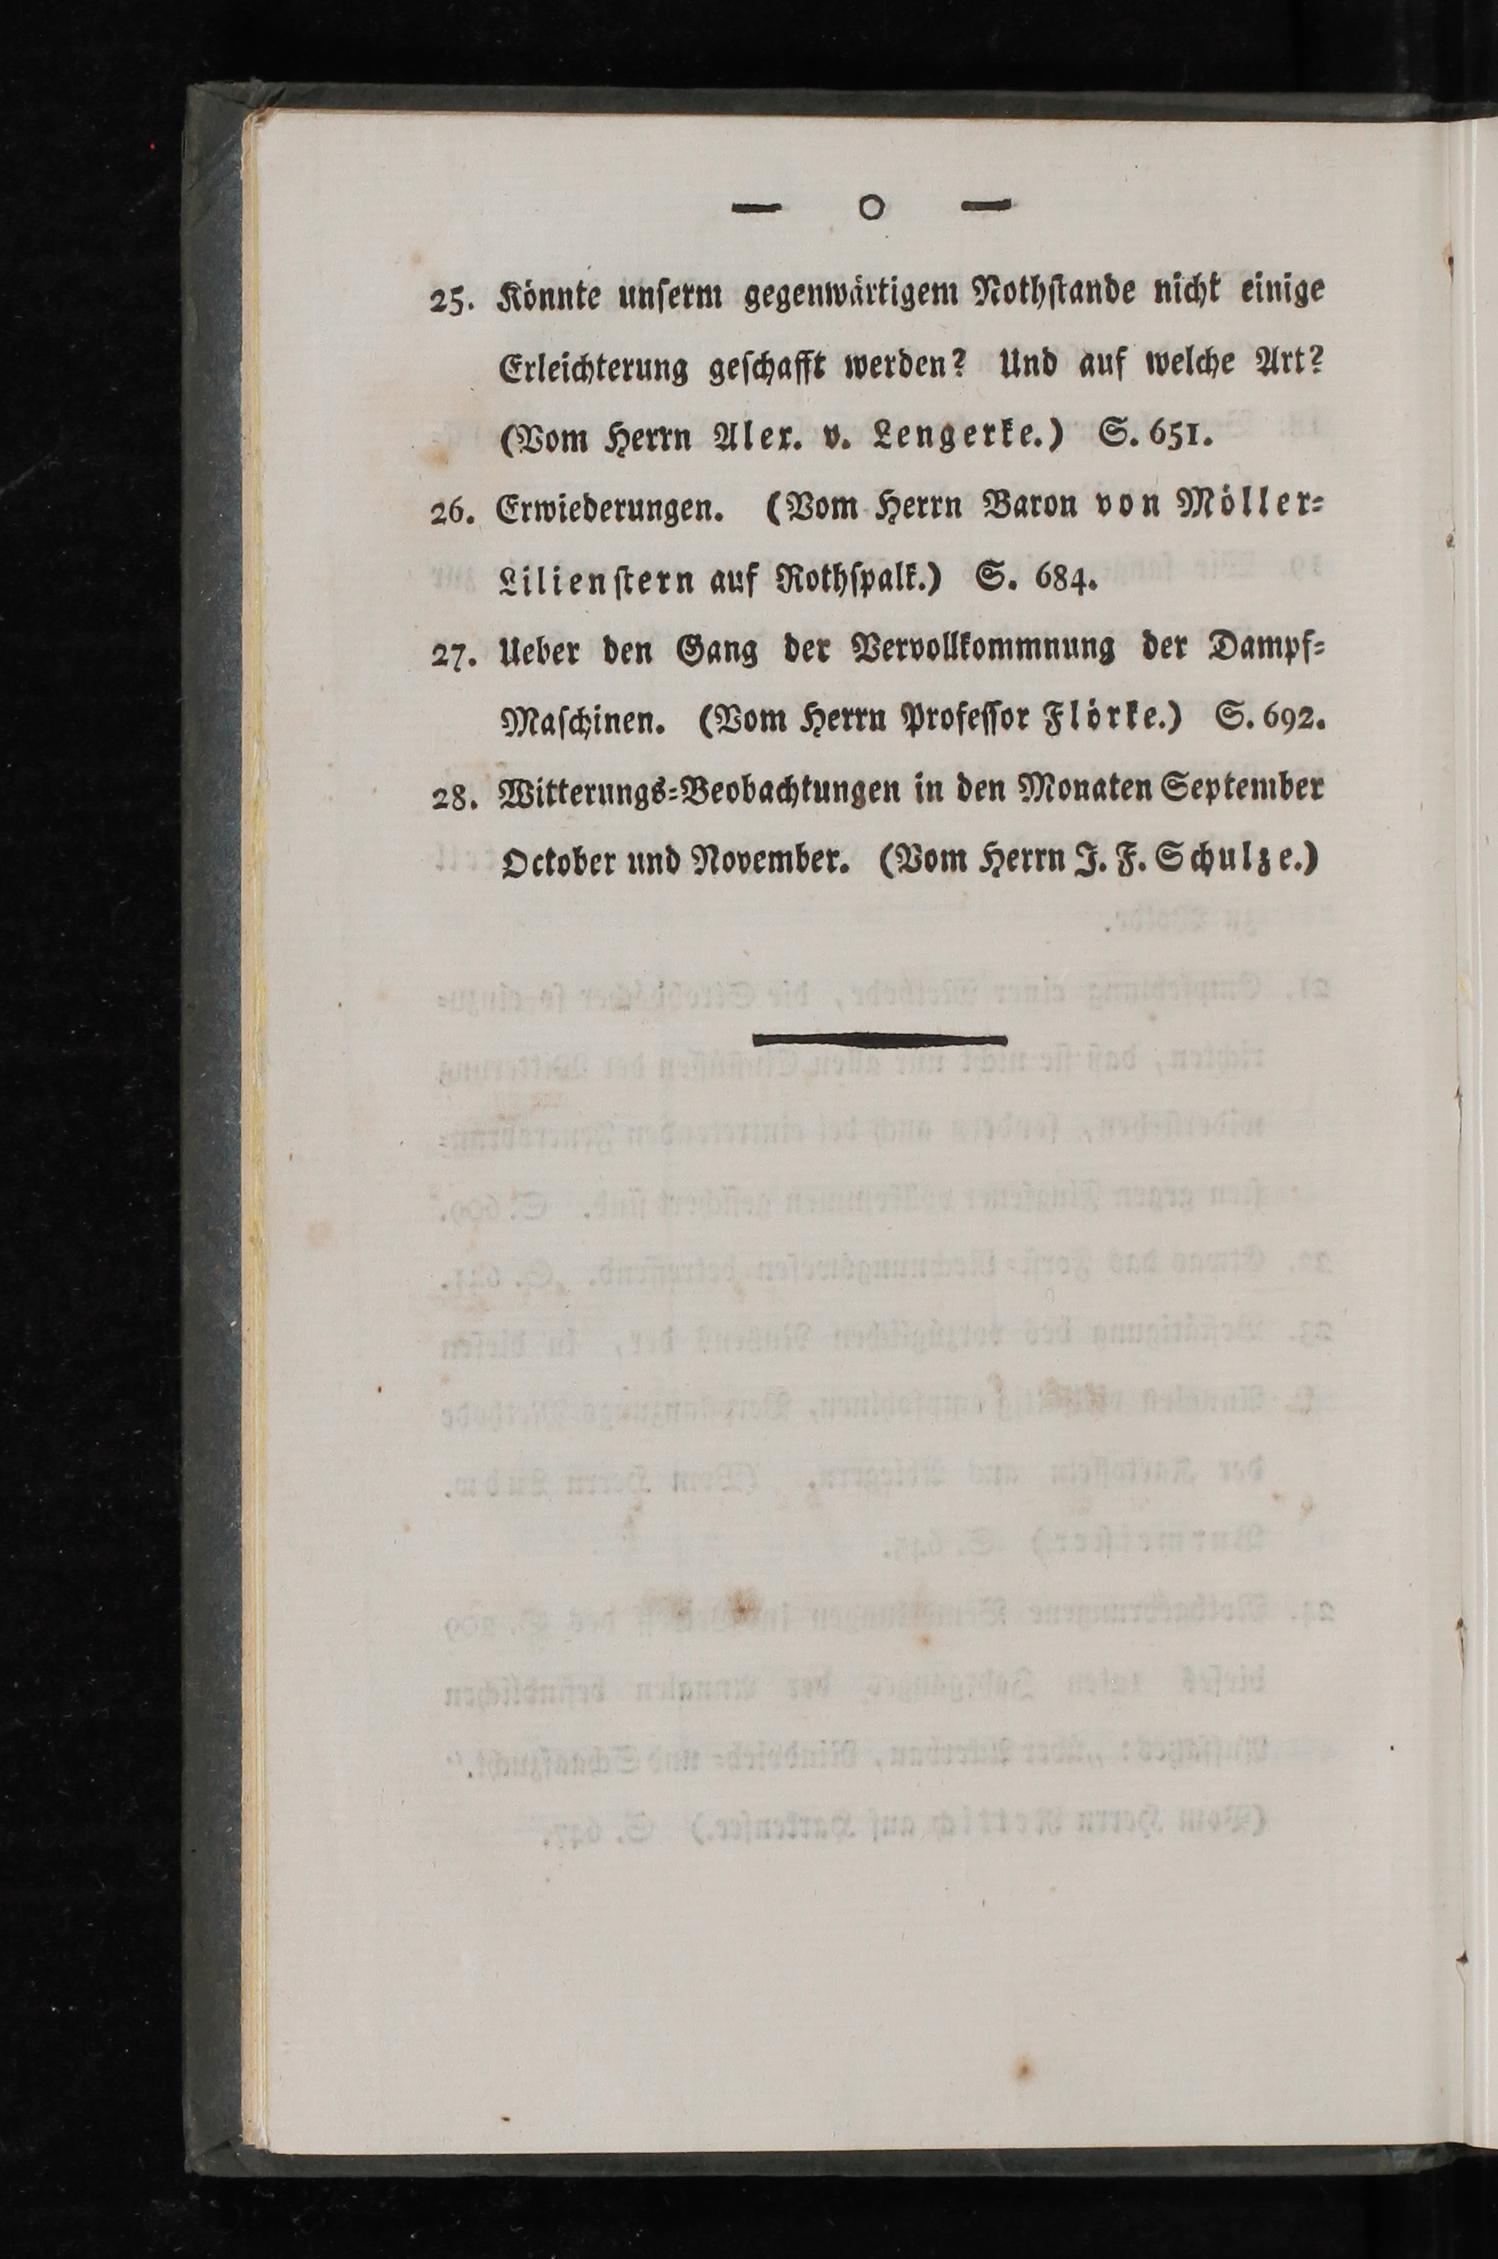 — o —
25. Könnte unserm gegenwärtigem Nothstande nicht einige
Erleichterung geschafft werden? Und auf welche Art?
(Vom Herrn Alex. v. Lengerke.) S. 651.
26. Erwiederungen. (Vom Herrn Baron von Möller-
Lilienstern auf Rothspalk.) S. 684.
27. Ueber den Gang der Vervollkommnung der Dampf-
Maschinen. (Vom Herrn Professor Flörke.) S. 692.
28. Witterungs-Beobachtungen in den Monaten September
October und November. (Vom Herrn J. F. Schulze.)